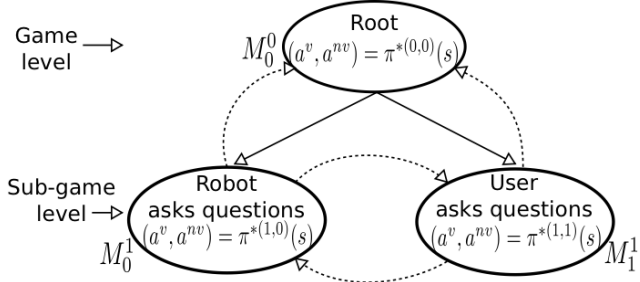 Game
level
Root
M_0^0
(a^v, a^{nv}) = π^{*(0,0)}(s)
Sub-game
level
Robot
asks questions
(a^v, a^{nv}) = π^{*(1,0)}(s)
M_0^1
User
asks questions
(a^v, a^{nv}) = π^{*(1,1)}(s)
M_1^1